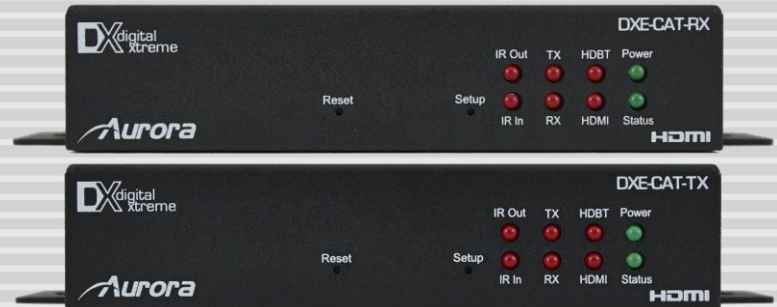 DX digital xtreme
DXE-CAT-RX
IR Out TX HDBT Power
Reset
Setup
IR In RX HDMI Status
Aurora
HDMI
DX digital xtreme
DXE-CAT-TX
IR Out TX HDBT Power
Reset
Setup
IR In RX HDMI Status
Aurora
HDMI